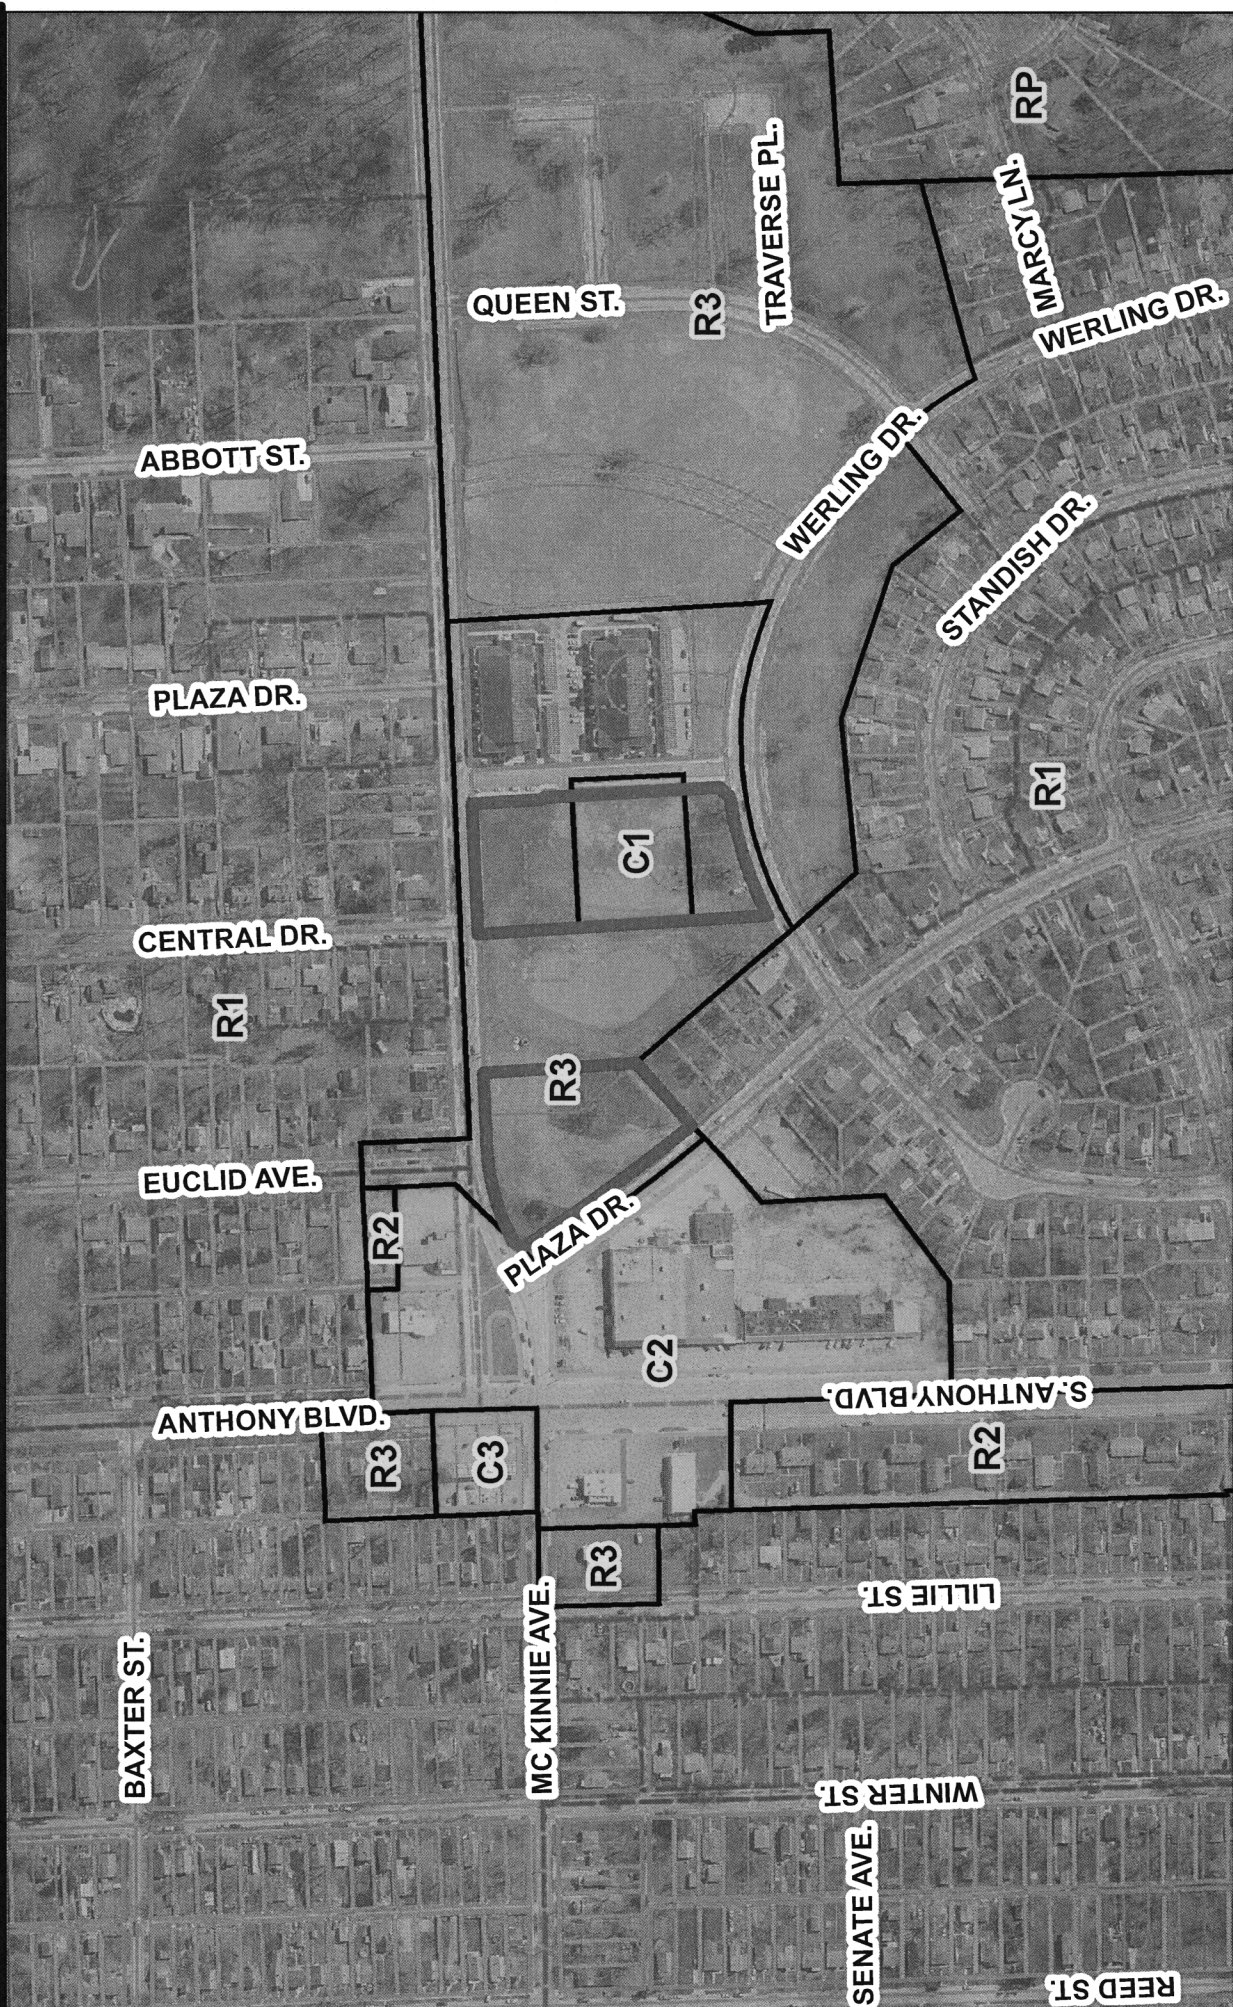 RP
TRAVERSE PL.
MARCY LN.
QUEEN ST.
R3
WERLING DR.
ABBOTT ST.
WERLING DR.
STANDISH DR.
PLAZA DR.
R1
C1
CENTRAL DR.
R1
R3
EUCLID AVE.
R2
PLAZA DR.
C2
S. ANTHONY BLVD.
ANTHONY BLVD.
R3
C3
R2
R3
LILLIE ST.
BAXTER ST.
MC KINNIE AVE.
WINTER ST.
SENATE AVE.
REED ST.